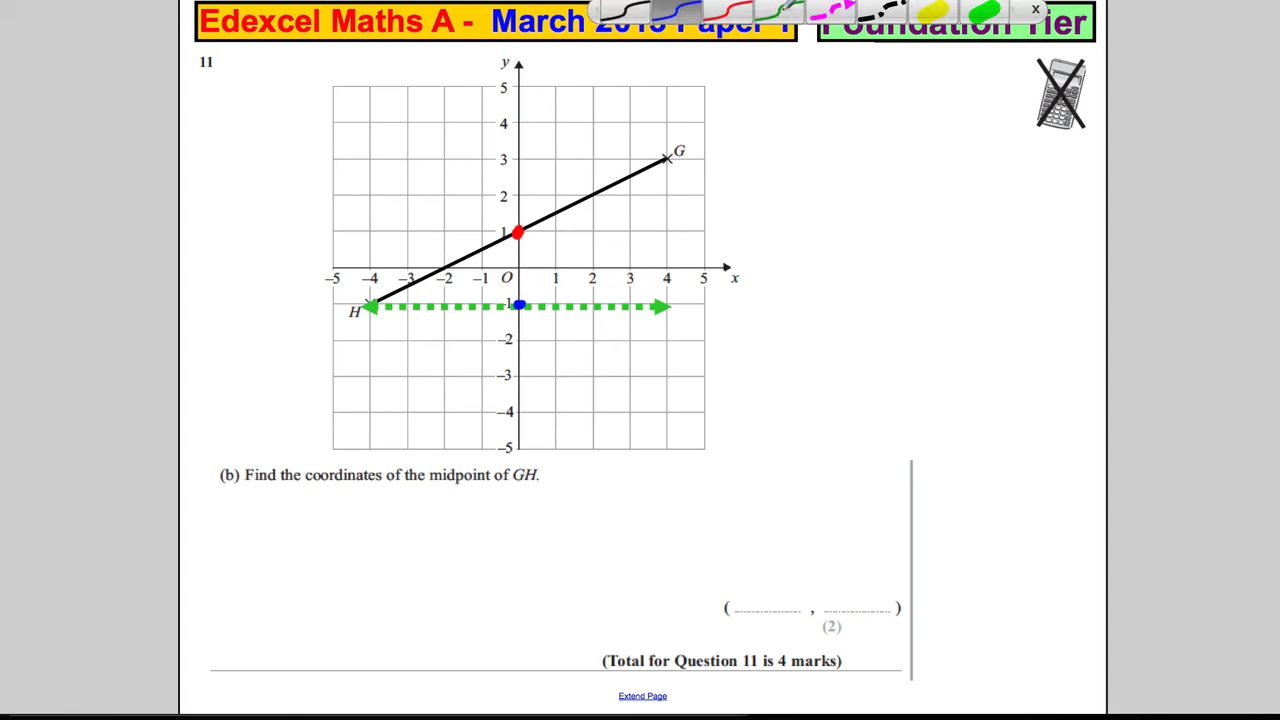 Edexcel Maths A - March Paper
Foundation Tier
x
11
y
5
4
3
2
1
G
-5 -4 -3 -2 -1 O 1 2 3 4 5 x
H
-1
-2
-3
-4
-5
(b) Find the coordinates of the midpoint of GH.
( .................... , .................... )
(2)
(Total for Question 11 is 4 marks)
Extend Page